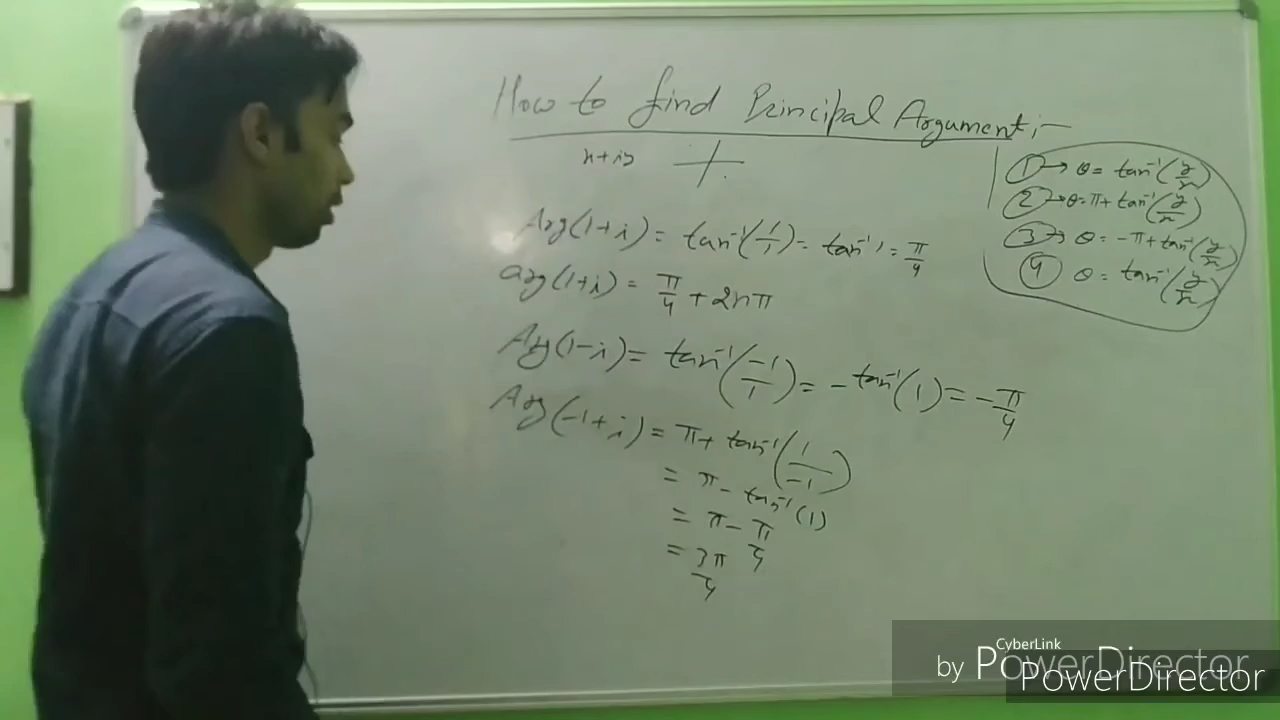 How to find Principal Argument:-
x+iy
① → θ = tan⁻¹(y/x)
② → θ = π + tan⁻¹(y/x)
③ → θ = -π + tan⁻¹(y/x)
④ θ = tan⁻¹(y/x)
Arg(1+i) = tan⁻¹(1/1) = tan⁻¹1 = π/4
arg(1+i) = π/4 + 2nπ
Arg(1-i) = tan⁻¹(-1/1) = -tan⁻¹(1) = -π/4
Arg(-1+i) = π + tan⁻¹(1/-1)
= π - tan⁻¹(1)
= π - π/4
= 3π/4
CyberLink
by PowerDirector
PowerDirector